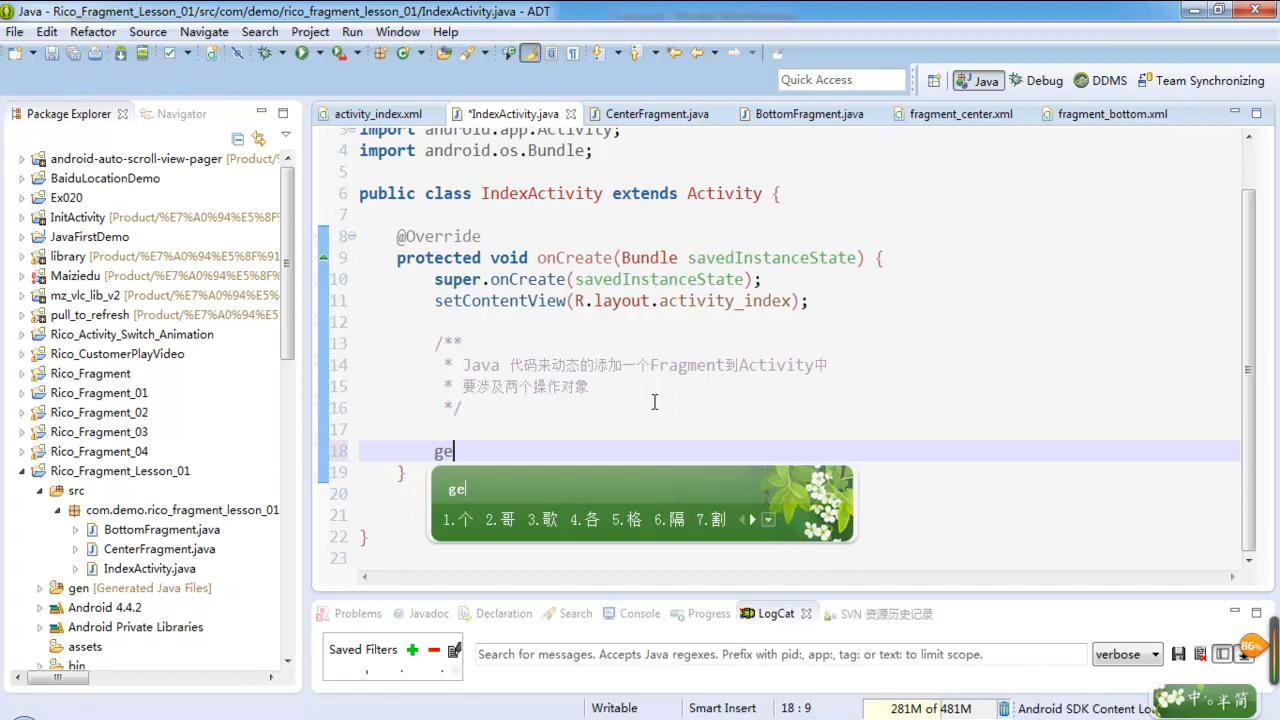 Java - Rico_Fragment_Lesson_01/src/com/demo/rico_fragment_lesson_01/IndexActivity.java - ADT
File Edit Refactor Source Navigate Search Project Run Window Help
Quick Access
Java Debug DDMS Team Synchronizing
Package Explorer Navigator
android-auto-scroll-view-pager [Product/%
BaiduLocationDemo
Ex020
InitActivity [Product/%E7%A0%94%E5%8F%
JavaFirstDemo
library [Product/%E7%A0%94%E5%8F%91
Maiziedu [Product/%E7%A0%94%E5%8F%
mz_vlc_lib_v2 [Product/%E7%A0%94%E5%
pull_to_refresh [Product/%E7%A0%94%E5%
Rico_Activity_Switch_Animation
Rico_CustomerPlayVideo
Rico_Fragment
Rico_Fragment_01
Rico_Fragment_02
Rico_Fragment_03
Rico_Fragment_04
Rico_Fragment_Lesson_01
src
com.demo.rico_fragment_lesson_01
BottomFragment.java
CenterFragment.java
IndexActivity.java
gen [Generated Java Files]
Android 4.4.2
Android Private Libraries
assets
bin
activity_index.xml *IndexActivity.java CenterFragment.java BottomFragment.java fragment_center.xml fragment_bottom.xml
3 import android.app.Activity;
4 import android.os.Bundle;
5
6 public class IndexActivity extends Activity {
7
8 @Override
9 protected void onCreate(Bundle savedInstanceState) {
10 super.onCreate(savedInstanceState);
11 setContentView(R.layout.activity_index);
12
13 /**
14 * Java 代码来动态的添加一个Fragment到Activity中
15 * 要涉及两个操作对象
16 */
17
18 ge
19 }
20
21
22 }
23
ge
1.个 2.哥 3.歌 4.各 5.格 6.隔 7.割
Problems Javadoc Declaration Search Console Progress LogCat SVN 资源历史记录
Saved Filters
Search for messages. Accepts Java regexes. Prefix with pid:, app:, tag: or text: to limit scope.
verbose
86%
Writable Smart Insert 18 : 9 281M of 481M Android SDK Content Lo
中 半 简